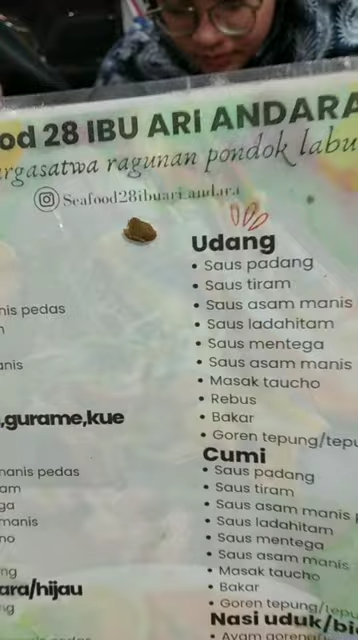 od 28 IBU ARI ANDARA
rgasatwa ragunan pondok labu
Seafood28ibuari.andara
Udang
• Saus padang
• Saus tiram
• Saus asam manis
• Saus ladahitam
• Saus mentega
• Saus asam manis
• Masak taucho
• Rebus
• Bakar
• Goren tepung/tepu
Cumi
• Saus padang
• Saus tiram
• Saus asam manis
• Saus ladahitam
• Saus mentega
• Saus asam manis
• Masak taucho
• Bakar
• Goren tepung/tepu
Nasi uduk/bi
• Ayam goreng
nis pedas
anis
,gurame,kue
manis pedas
am
ga
manis
ho
ng
ara/hijau
ng